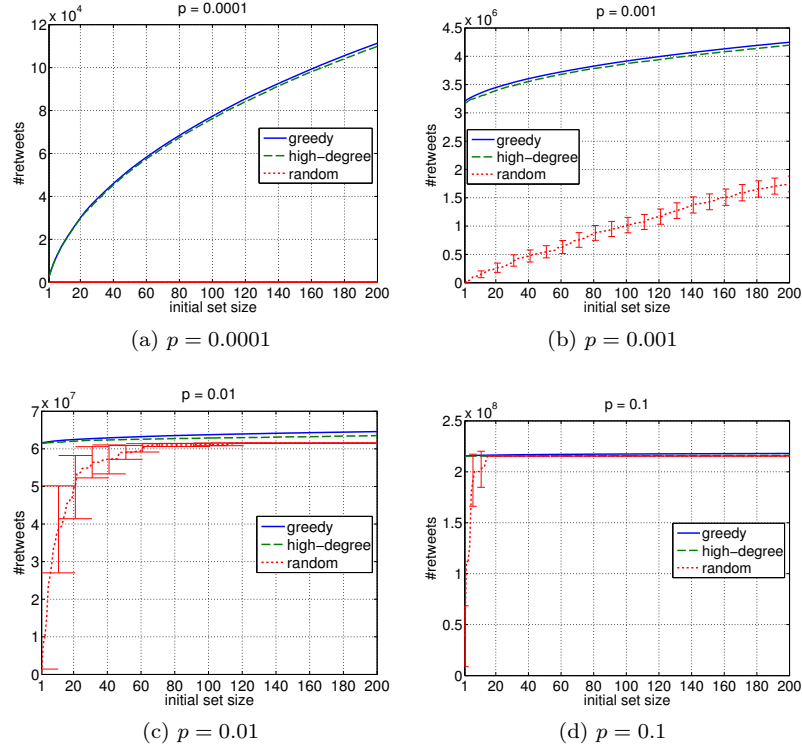 p = 0.0001
12 x 10^4
10
8
6
4
2
0
#retweets
greedy
high-degree
random
1 20 40 60 80 100 120 140 160 180 200
initial set size
(a) p = 0.0001
p = 0.001
x 10^6
4.5
4
3.5
3
2.5
2
1.5
1
0.5
0
#retweets
greedy
high-degree
random
1 20 40 60 80 100 120 140 160 180 200
initial set size
(b) p = 0.001
p = 0.01
7 x 10^7
6
5
4
3
2
1
0
#retweets
greedy
high-degree
random
1 20 40 60 80 100 120 140 160 180 200
initial set size
(c) p = 0.01
p = 0.1
2.5 x 10^8
2
1.5
1
0.5
0
#retweets
greedy
high-degree
random
1 20 40 60 80 100 120 140 160 180 200
initial set size
(d) p = 0.1